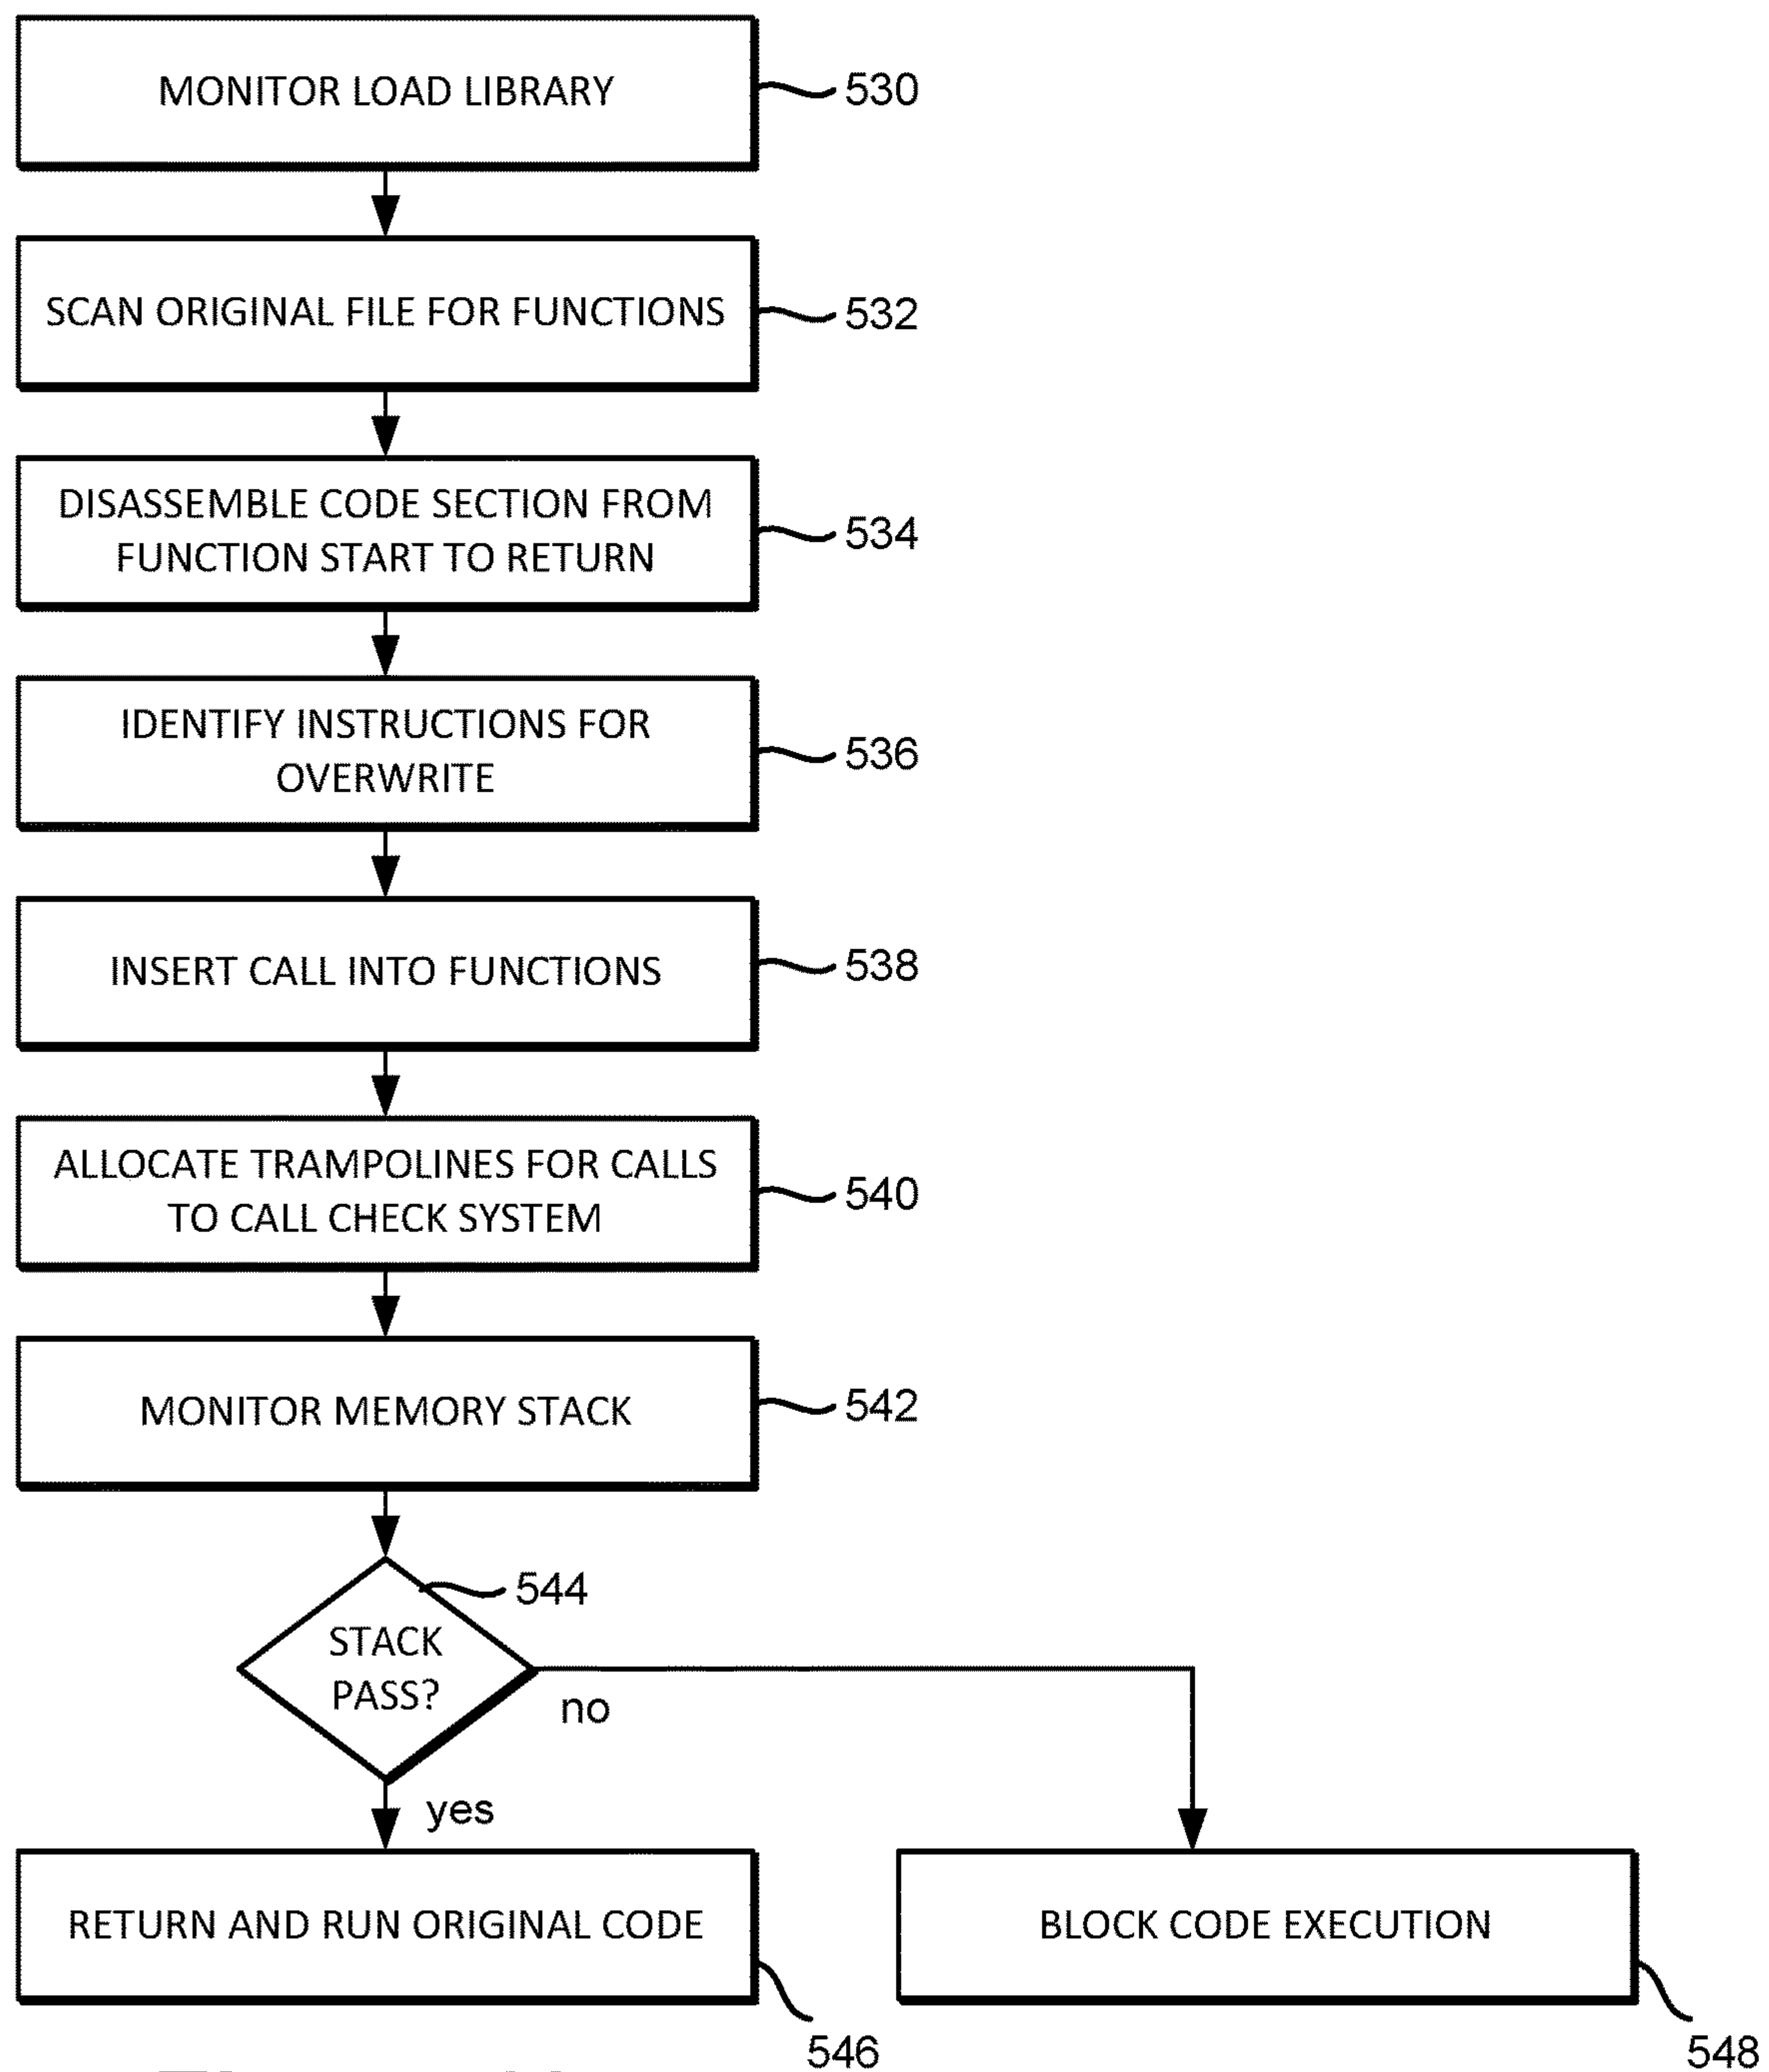 MONITOR LOAD LIBRARY
530
SCAN ORIGINAL FILE FOR FUNCTIONS
532
DISASSEMBLE CODE SECTION FROM
FUNCTION START TO RETURN
534
IDENTIFY INSTRUCTIONS FOR
OVERWRITE
536
INSERT CALL INTO FUNCTIONS
538
ALLOCATE TRAMPOLINES FOR CALLS
TO CALL CHECK SYSTEM
540
MONITOR MEMORY STACK
542
544
STACK
PASS?
no
yes
RETURN AND RUN ORIGINAL CODE
546
BLOCK CODE EXECUTION
548